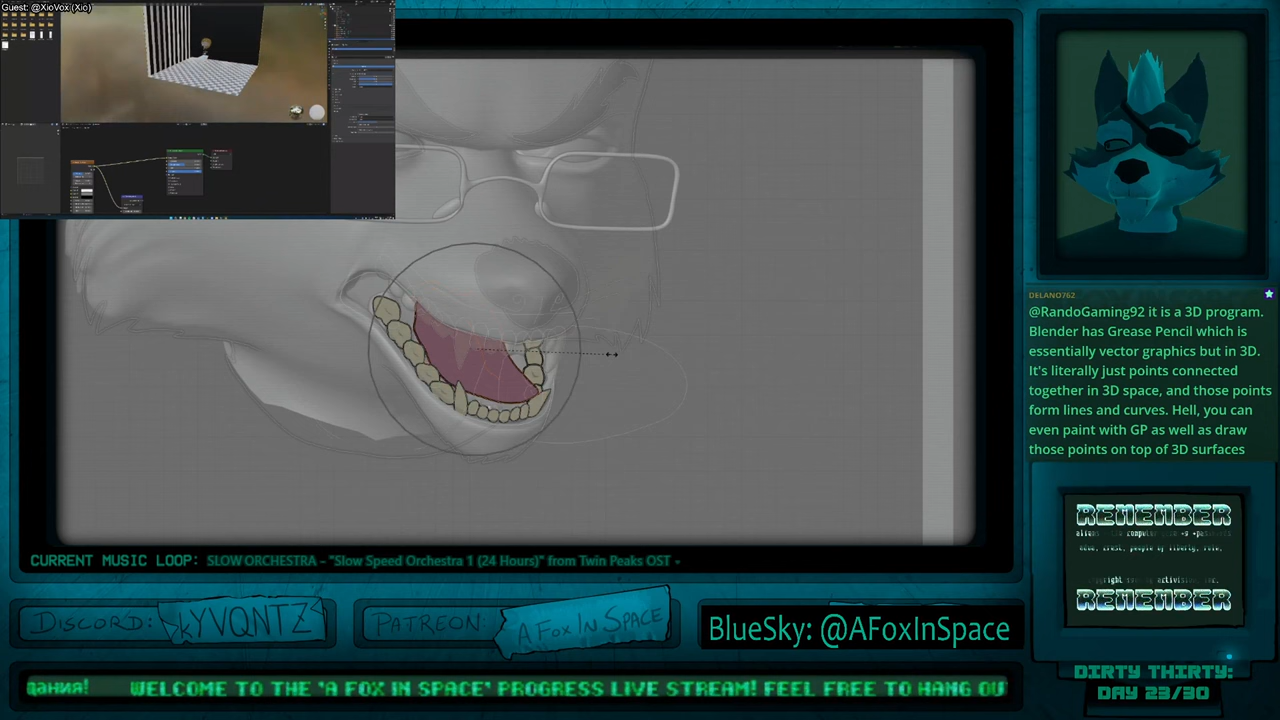 Guest: @XioVox (Xio)
DELANO762
@RandoGaming92 it is a 3D program.
Blender has Grease Pencil which is
essentially vector graphics but in 3D.
It's literally just points connected
together in 3D space, and those points
form lines and curves. Hell, you can
even paint with GP as well as draw
those points on top of 3D surfaces
REMEMBER
REMEMBER
CURRENT MUSIC LOOP: SLOW ORCHESTRA – "Slow Speed Orchestra 1 (24 Hours)" from Twin Peaks OST -
DISCORD: kYVQNTZ
PATREON AFoxInSpace
BlueSky: @AFoxInSpace
дания! WELCOME TO THE 'A FOX IN SPACE' PROGRESS LIVE STREAM! FEEL FREE TO HANG OU
DIRTY THIRTY:
DAY 23/30